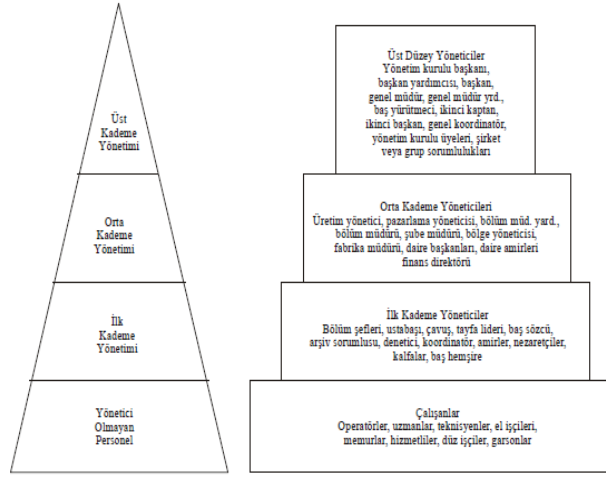 Üst
Kademe
Yönetimi
Orta
Kademe
Yönetimi
İlk
Kademe
Yönetimi
Yönetici
Olmayan
Personel
Üst Düzey Yöneticiler
Yönetim kurulu başkanı,
başkan yardımcısı, başkan,
genel müdür, genel müdür yrd.,
baş yürütmeci, ikinci kaptan,
ikinci başkan, genel koordinatör,
yönetim kurulu üyeleri, şirket
veya grup sorumlulukları
Orta Kademe Yöneticileri
Üretim yönetici, pazarlama yöneticisi, bölüm müd. yard.,
bölüm müdürü, şube müdürü, bölge yöneticisi,
fabrika müdürü, daire başkanları, daire amirleri
finans direktörü
İlk Kademe Yöneticiler
Bölüm şefleri, ustabaşı, çavuş, tayfa lideri, baş sözcü,
arşiv sorumlusu, denetici, koordinatör, amirler, nezaretçiler,
kalfalar, baş hemşire
Çalışanlar
Operatörler, uzmanlar, teknisyenler, el işçileri,
memurlar, hizmetliler, düz işçiler, garsonlar